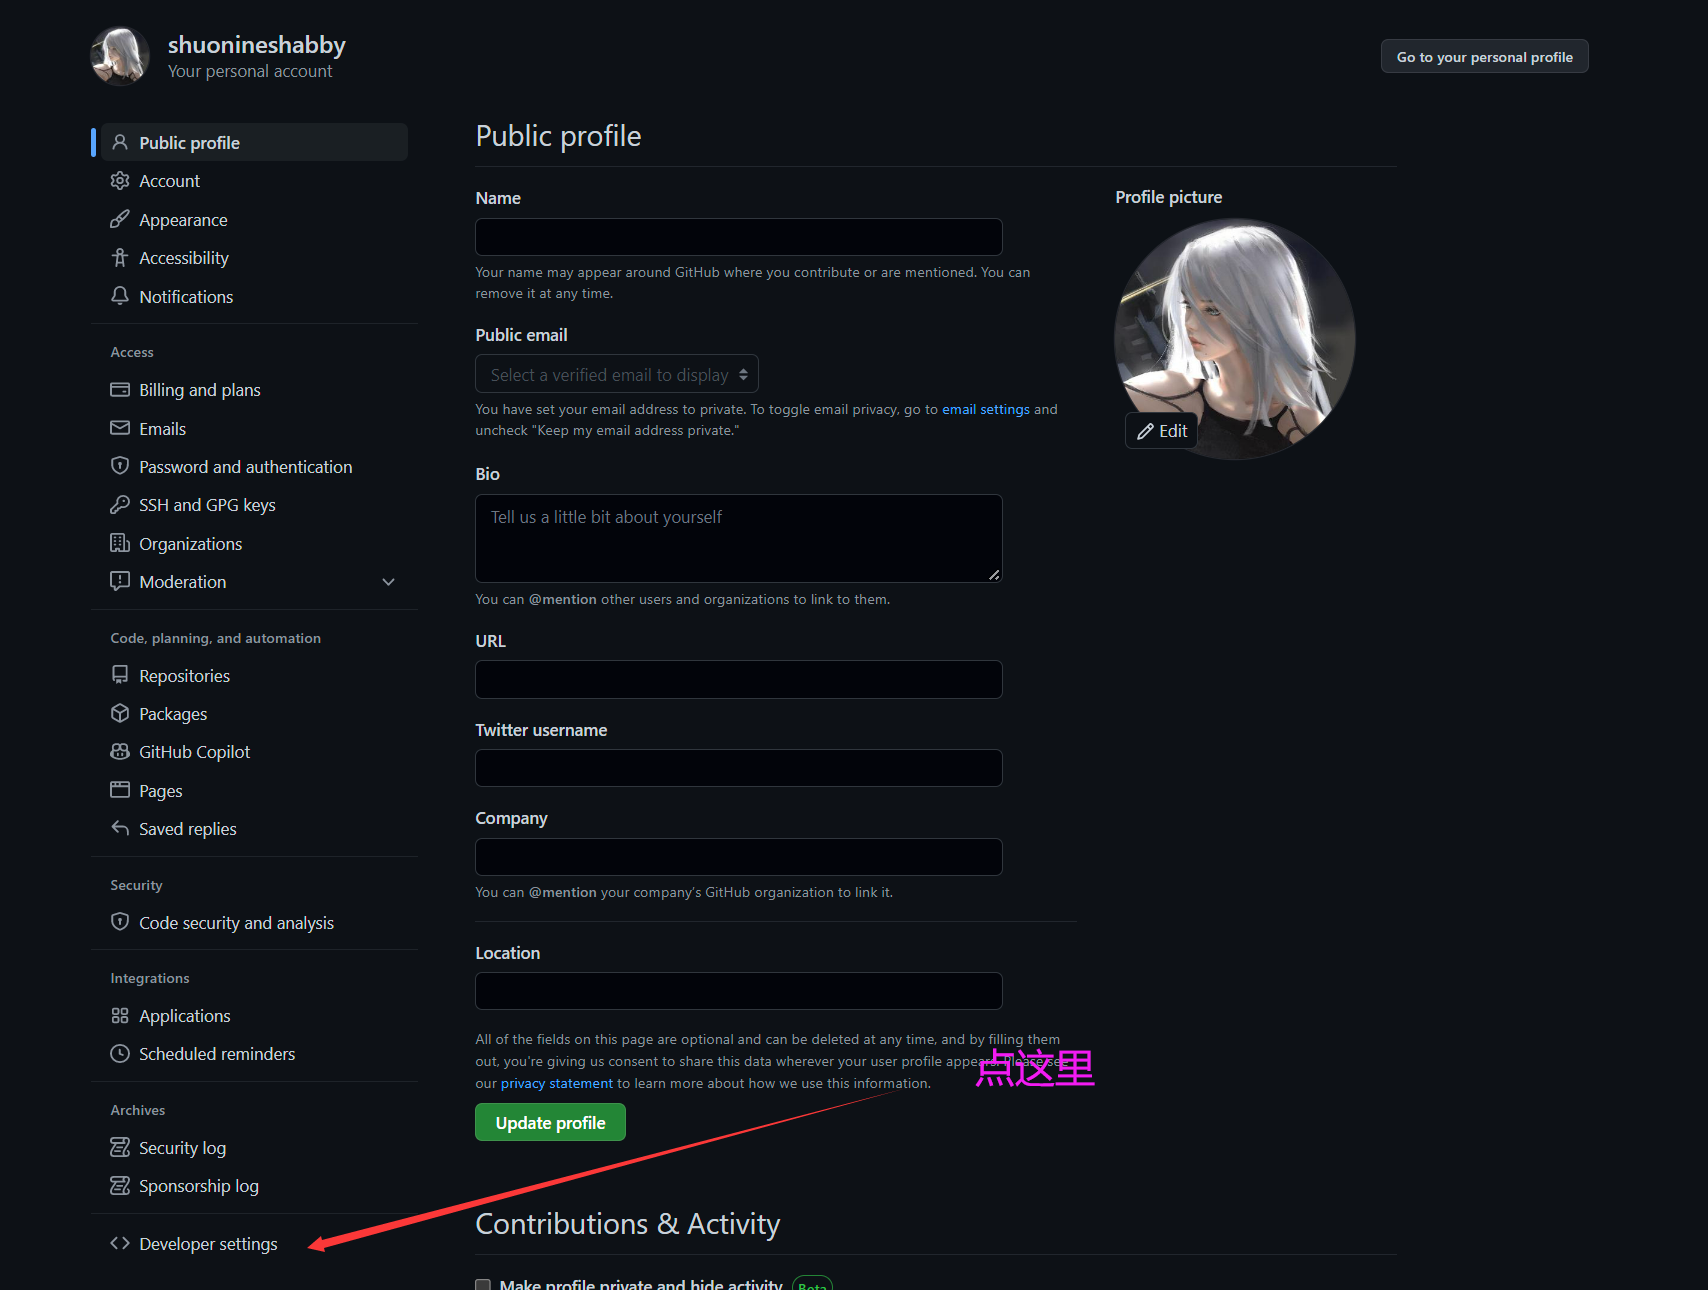 shuonineshabby
Your personal account
Go to your personal profile
Public profile
Account
Appearance
Accessibility
Notifications
Access
Billing and plans
Emails
Password and authentication
SSH and GPG keys
Organizations
Moderation
Code, planning, and automation
Repositories
Packages
GitHub Copilot
Pages
Saved replies
Security
Code security and analysis
Integrations
Applications
Scheduled reminders
Archives
Security log
Sponsorship log
Developer settings
Public profile
Name
Your name may appear around GitHub where you contribute or are mentioned. You can
remove it at any time.
Public email
Select a verified email to display
You have set your email address to private. To toggle email privacy, go to email settings and
uncheck "Keep my email address private."
Bio
Tell us a little bit about yourself
You can @mention other users and organizations to link to them.
URL
Twitter username
Company
You can @mention your company's GitHub organization to link it.
Location
All of the fields on this page are optional and can be deleted at any time, and by filling them
out, you're giving us consent to share this data wherever your user profile appears. Please see
our privacy statement to learn more about how we use this information.
点这里
Update profile
Contributions & Activity
Make profile private and hide activity Beta
Profile picture
Edit